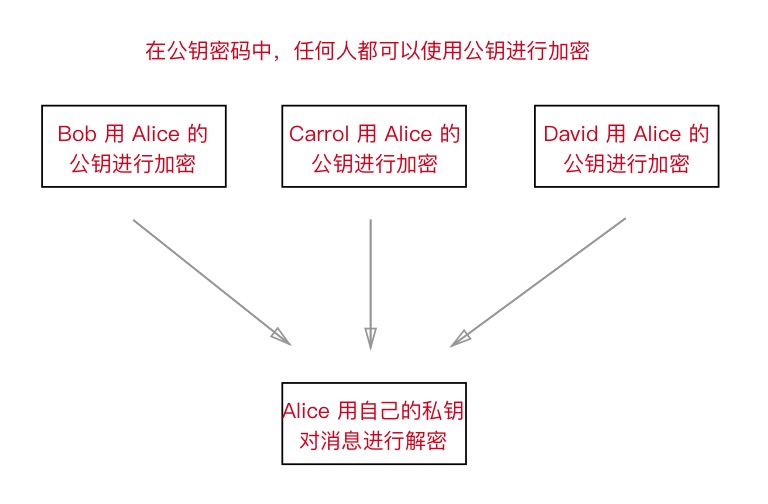 在公钥密码中，任何人都可以使用公钥进行加密
Bob 用 Alice 的
公钥进行加密
Carrol 用 Alice 的
公钥进行加密
David 用 Alice 的
公钥进行加密
Alice 用自己的私钥
对消息进行解密